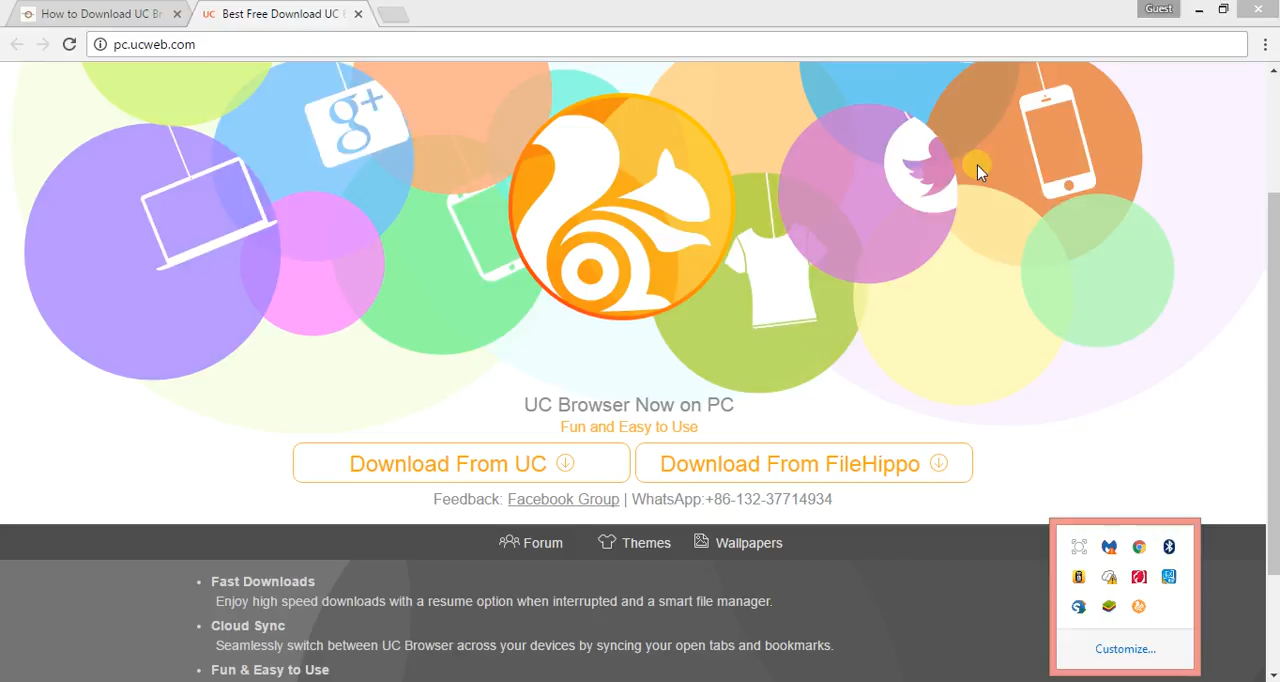 How to Download UC Br
UC Best Free Download UC B
Guest
pc.ucweb.com
g+
UC Browser Now on PC
Fun and Easy to Use
Download From UC
Download From FileHippo
Feedback: Facebook Group | WhatsApp:+86-132-37714934
Forum Themes Wallpapers
• Fast Downloads
Enjoy high speed downloads with a resume option when interrupted and a smart file manager.
• Cloud Sync
Seamlessly switch between UC Browser across your devices by syncing your open tabs and bookmarks.
• Fun & Easy to Use
Customize...